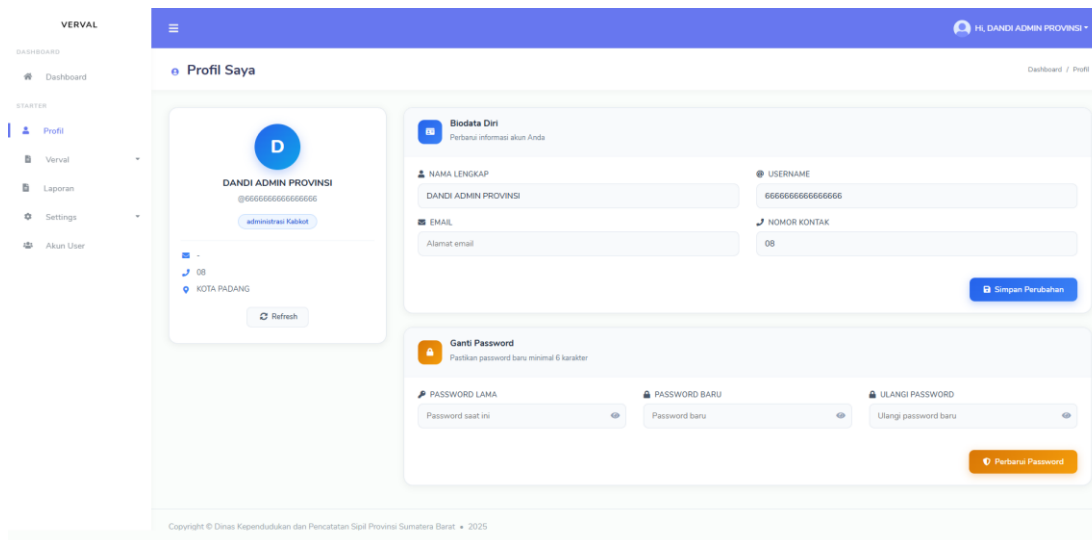 VERVAL
DASHBOARD
Dashboard
STARTER
Profil
Verval
Laporan
Settings
Akun User
Hi, DANDI ADMIN PROVINSI
Profil Saya
Dashboard / Profil
D
DANDI ADMIN PROVINSI
@6666666666666666
administrasi Kabkot
-
08
KOTA PADANG
Refresh
Biodata Diri
Perbarui informasi akun Anda
NAMA LENGKAP
DANDI ADMIN PROVINSI
@ USERNAME
6666666666666666
EMAIL
Alamat email
NOMOR KONTAK
08
Simpan Perubahan
Ganti Password
Pastikan password baru minimal 6 karakter
PASSWORD LAMA
Password saat ini
PASSWORD BARU
Password baru
ULANGI PASSWORD
Ulangi password baru
Perbarui Password
Copyright © Dinas Kependudukan dan Pencatatan Sipil Provinsi Sumatera Barat • 2025